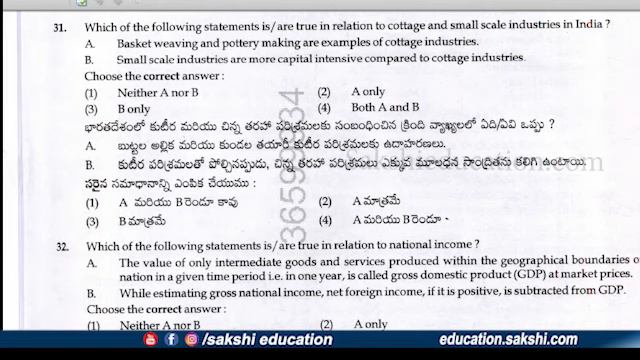 31. Which of the following statements is/are true in relation to cottage and small scale industries in India ?
A. Basket weaving and pottery making are examples of cottage industries.
B. Small scale industries are more capital intensive compared to cottage industries.
Choose the correct answer :
(1) Neither A nor B (2) A only
(3) B only (4) Both A and B
భారతదేశంలో కుటీర మరియు చిన్న తరహా పరిశ్రమలకు సంబంధించిన క్రింది వ్యాఖ్యలలో ఏది/ఏవి ఒప్పు ?
A. బుట్టల అల్లిక మరియు కుండల తయారీ కుటీర పరిశ్రమలకు ఉదాహరణలు.
B. కుటీర పరిశ్రమలతో పోల్చినప్పుడు, చిన్న తరహా పరిశ్రమలు ఎక్కువ మూలధన సాంద్రతను కలిగి ఉంటాయి.
సరైన సమాధానాన్ని ఎంపిక చేయుము :
(1) A మరియు B రెండూ కావు (2) A మాత్రమే
(3) B మాత్రమే (4) A మరియు B రెండూ
32. Which of the following statements is/are true in relation to national income ?
A. The value of only intermediate goods and services produced within the geographical boundaries o
nation in a given time period i.e. in one year, is called gross domestic product (GDP) at market prices.
B. While estimating gross national income, net foreign income, if it is positive, is subtracted from GDP.
Choose the correct answer :
(1) Neither A nor B (2) A only
/sakshi education education.sakshi.com